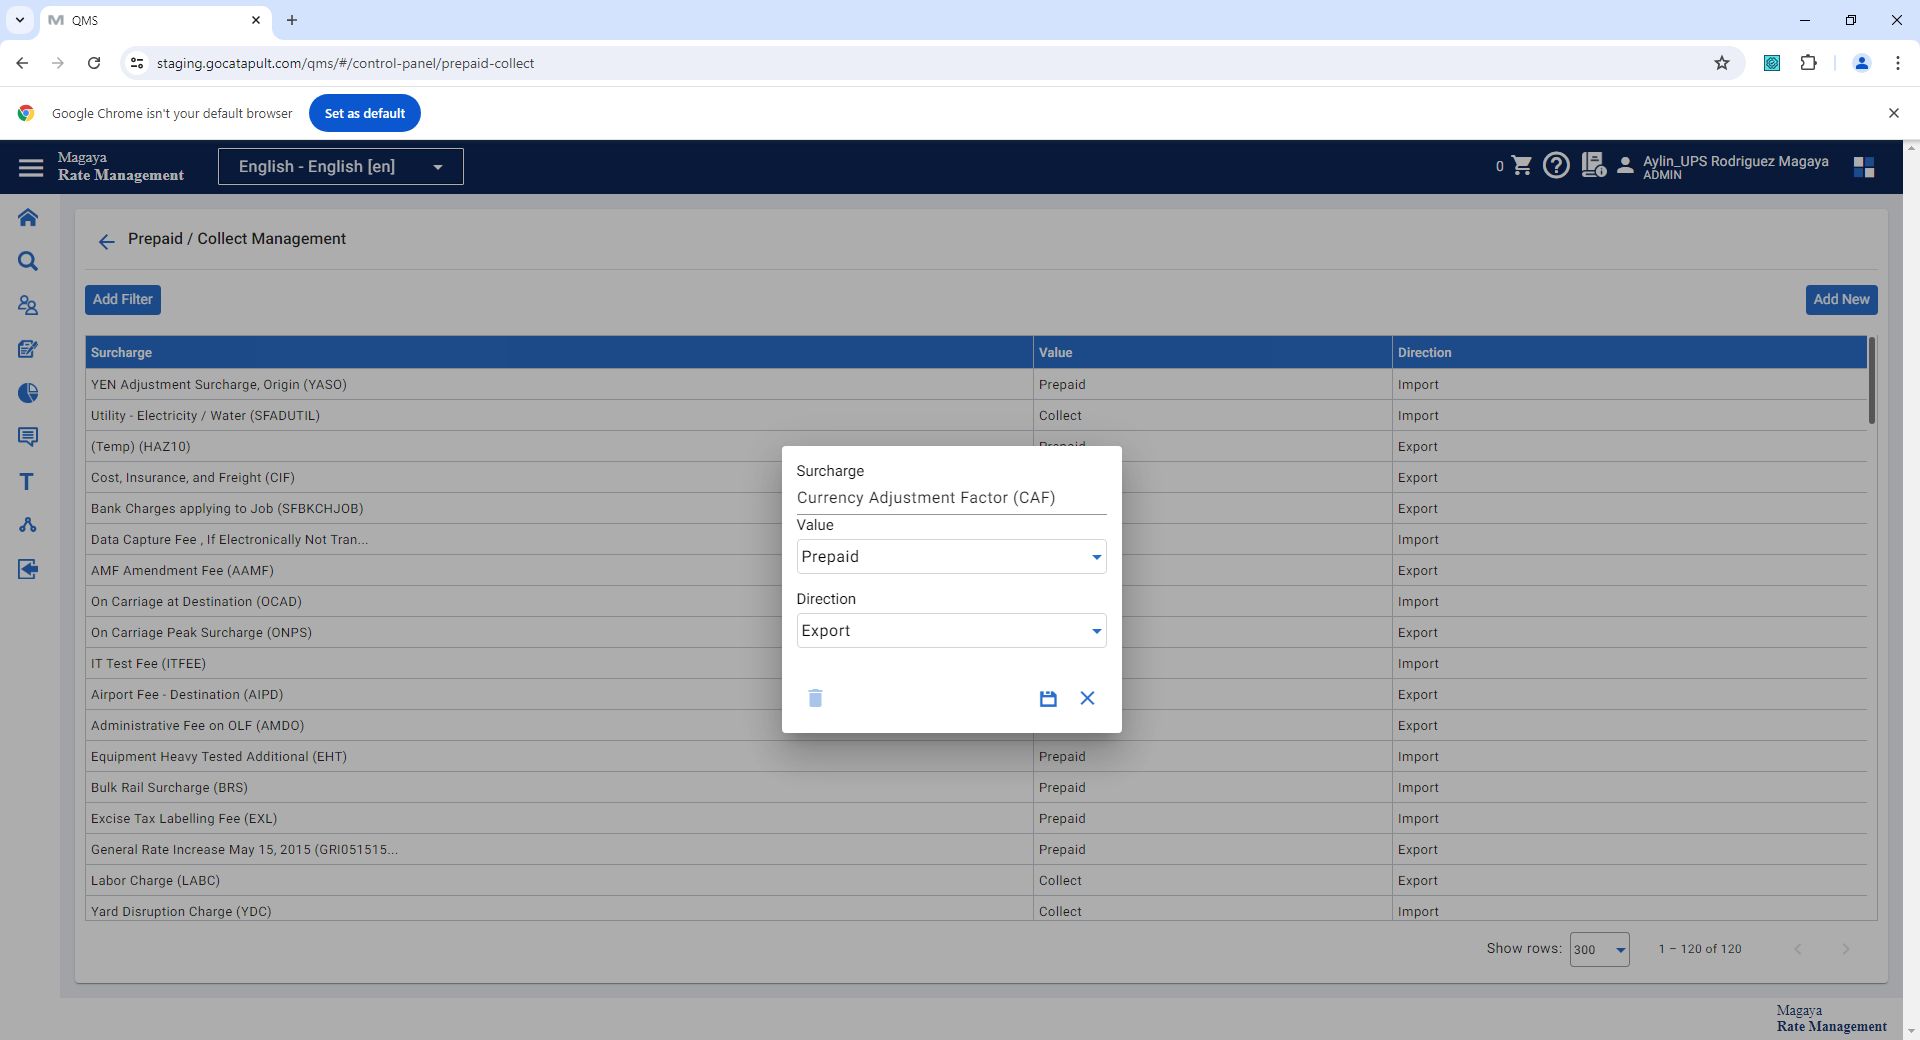 QMS
staging.gocatapult.com/qms/#/control-panel/prepaid-collect
Google Chrome isn't your default browser
Set as default
Magaya
Rate Management
English - English [en]
0
Aylin_UPS Rodriguez Magaya
ADMIN
Prepaid / Collect Management
Add Filter
Add New
Surcharge Value Direction
YEN Adjustment Surcharge, Origin (YASO) Prepaid Import
Utility - Electricity / Water (SFADUTIL) Collect Import
(Temp) (HAZ10) Prepaid Export
Cost, Insurance, and Freight (CIF) Export
Bank Charges applying to Job (SFBKCHJOB) Export
Data Capture Fee , If Electronically Not Tran... Import
AMF Amendment Fee (AAMF) Export
On Carriage at Destination (OCAD) Import
On Carriage Peak Surcharge (ONPS) Export
IT Test Fee (ITFEE) Import
Airport Fee - Destination (AIPD) Export
Administrative Fee on OLF (AMDO) Export
Equipment Heavy Tested Additional (EHT) Prepaid Import
Bulk Rail Surcharge (BRS) Prepaid Import
Excise Tax Labelling Fee (EXL) Prepaid Import
General Rate Increase May 15, 2015 (GRI051515... Prepaid Export
Labor Charge (LABC) Collect Export
Yard Disruption Charge (YDC) Collect Import
Surcharge
Currency Adjustment Factor (CAF)
Value
Prepaid
Direction
Export
Show rows: 300 1 – 120 of 120
Magaya
Rate Management